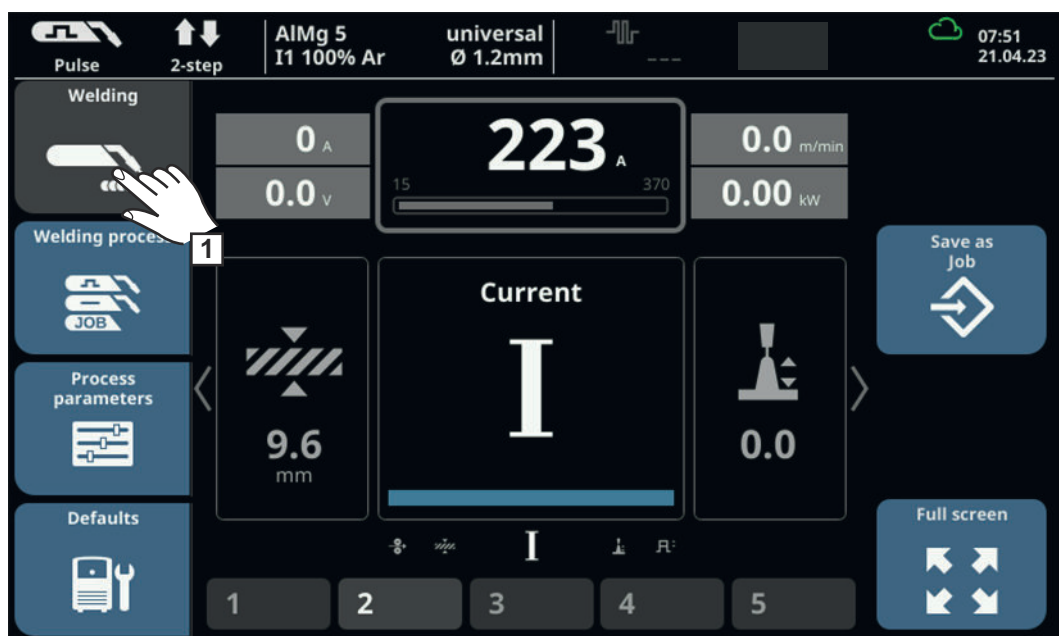 Pulse
2-step
AlMg 5
I1 100% Ar
universal
Ø 1.2mm
---
07:51
21.04.23
Welding
0 A
0.0 V
223 A
15
370
0.0 m/min
0.00 kW
1
Welding process
JOB
Save as
Job
Current
I
9.6
mm
0.0
Process
parameters
Defaults
I
1
2
3
4
5
Full screen